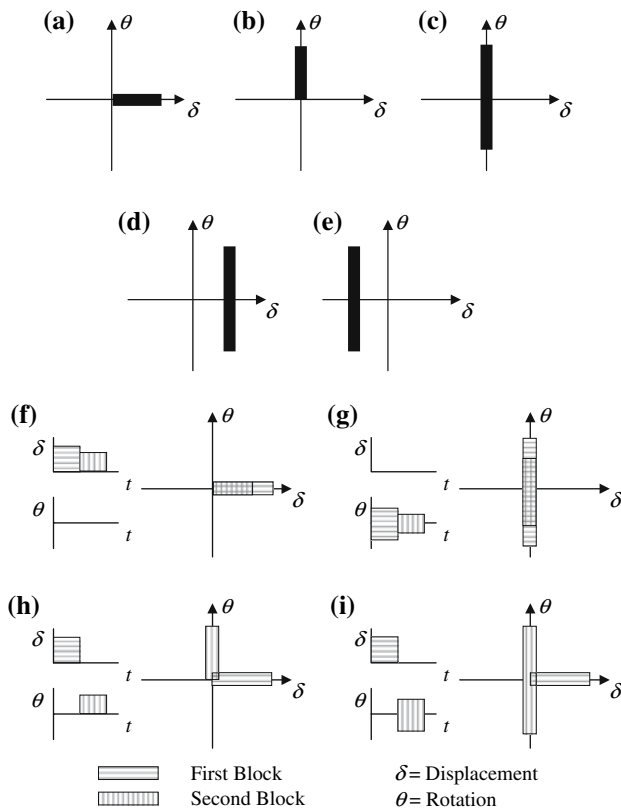 (a) θ δ
(b) θ δ
(c) θ δ
(d) θ δ
(e) θ δ
(f) δ t θ t θ δ
(g) δ t θ t θ δ
(h) δ t θ t θ δ
(i) δ t θ t θ δ
First Block δ = Displacement
Second Block θ = Rotation